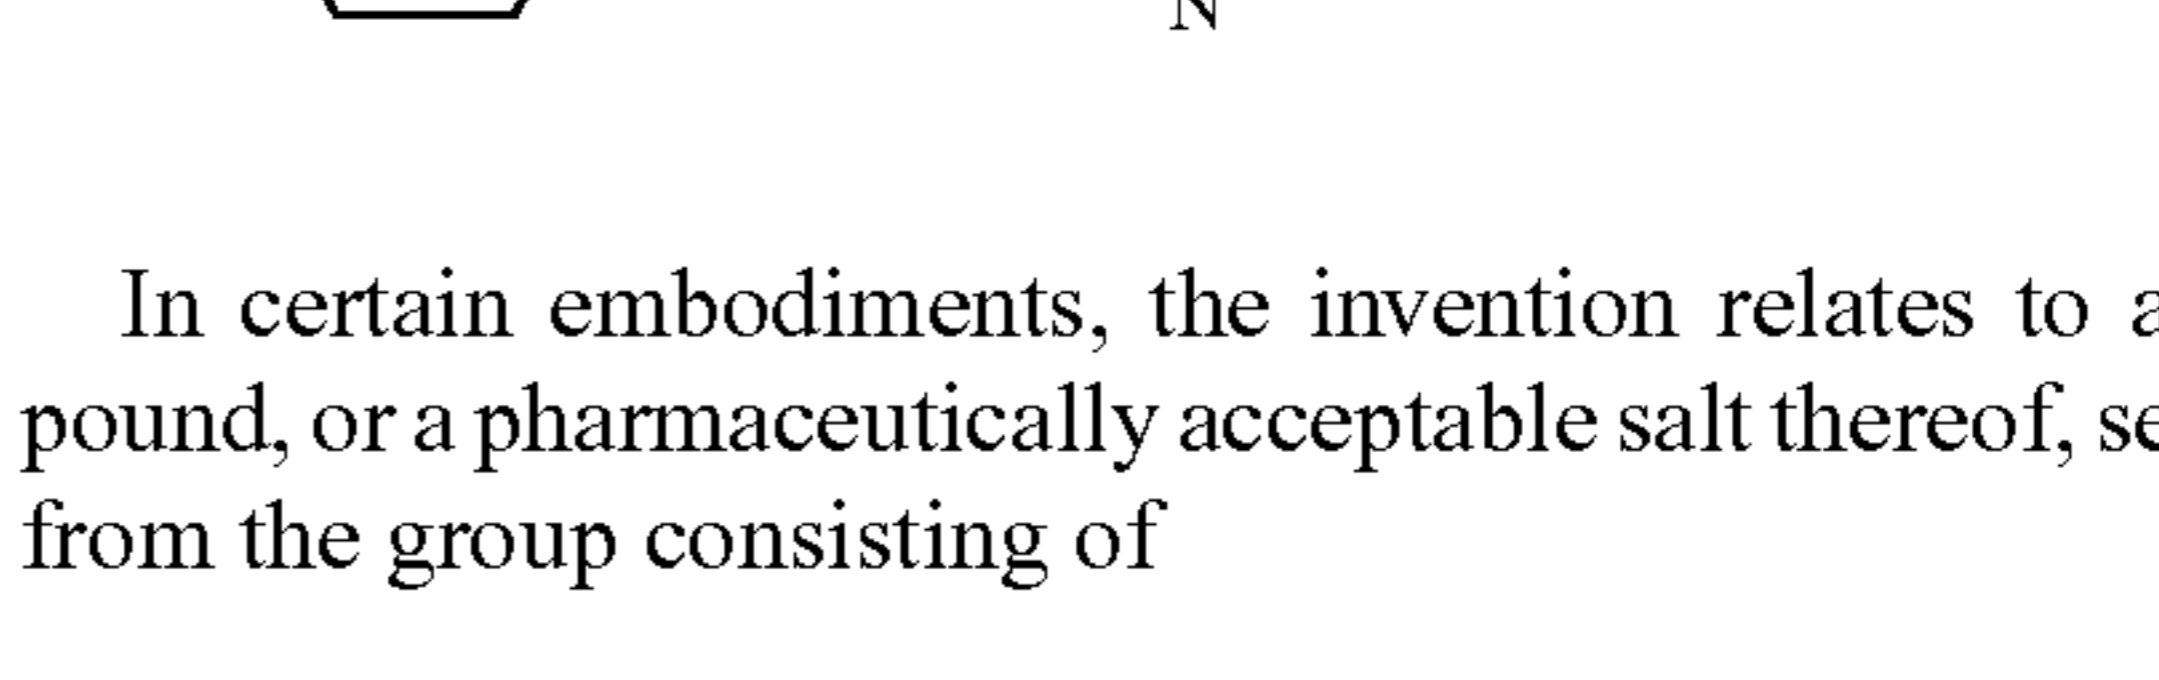 N
In certain embodiments, the invention relates to a
pound, or a pharmaceutically acceptable salt thereof, se
from the group consisting of